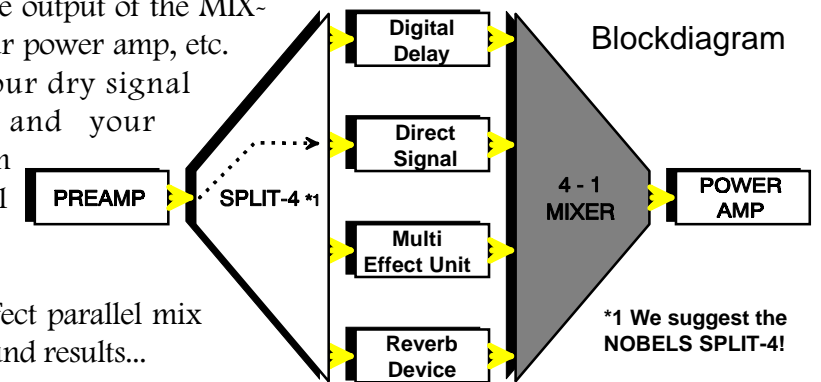 e output of the MIX-
r power amp, etc.
our dry signal
and your
PREAMP
SPLIT-4 *1
Digital
Delay
Direct
Signal
Multi
Effect Unit
Reverb
Device
4 - 1
MIXER
POWER
AMP
Blockdiagram
fect parallel mix
und results...
*1 We suggest the
NOBELS SPLIT-4!